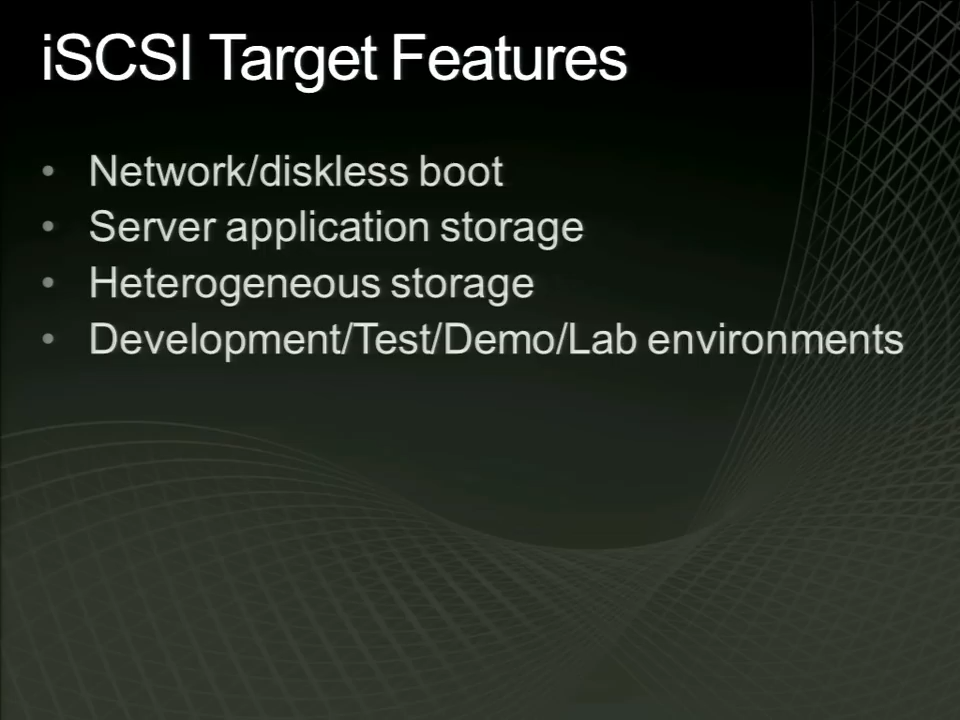 iSCSI Target Features
• Network/diskless boot
• Server application storage
• Heterogeneous storage
• Development/Test/Demo/Lab environments